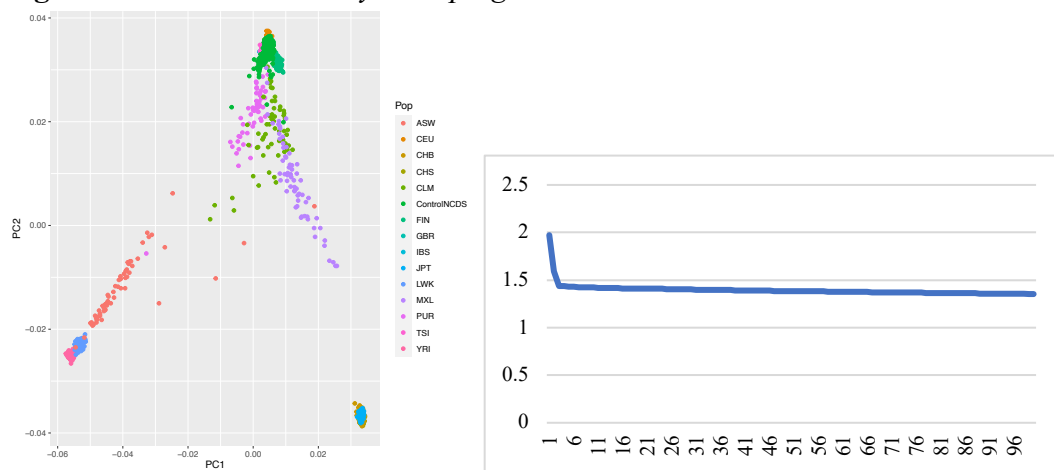 0.04
0.02
0.00
−0.02
−0.04
PC2
−0.06
−0.04
−0.02
0.00
0.02
PC1
Pop
ASW
CEU
CHB
CHS
CLM
ControlNCDS
FIN
GBR
IBS
JPT
LWK
MXL
PUR
TSI
YRI
2.5
2
1.5
1
0.5
0
1 6 11 16 21 26 31 36 41 46 51 56 61 66 71 76 81 86 91 96